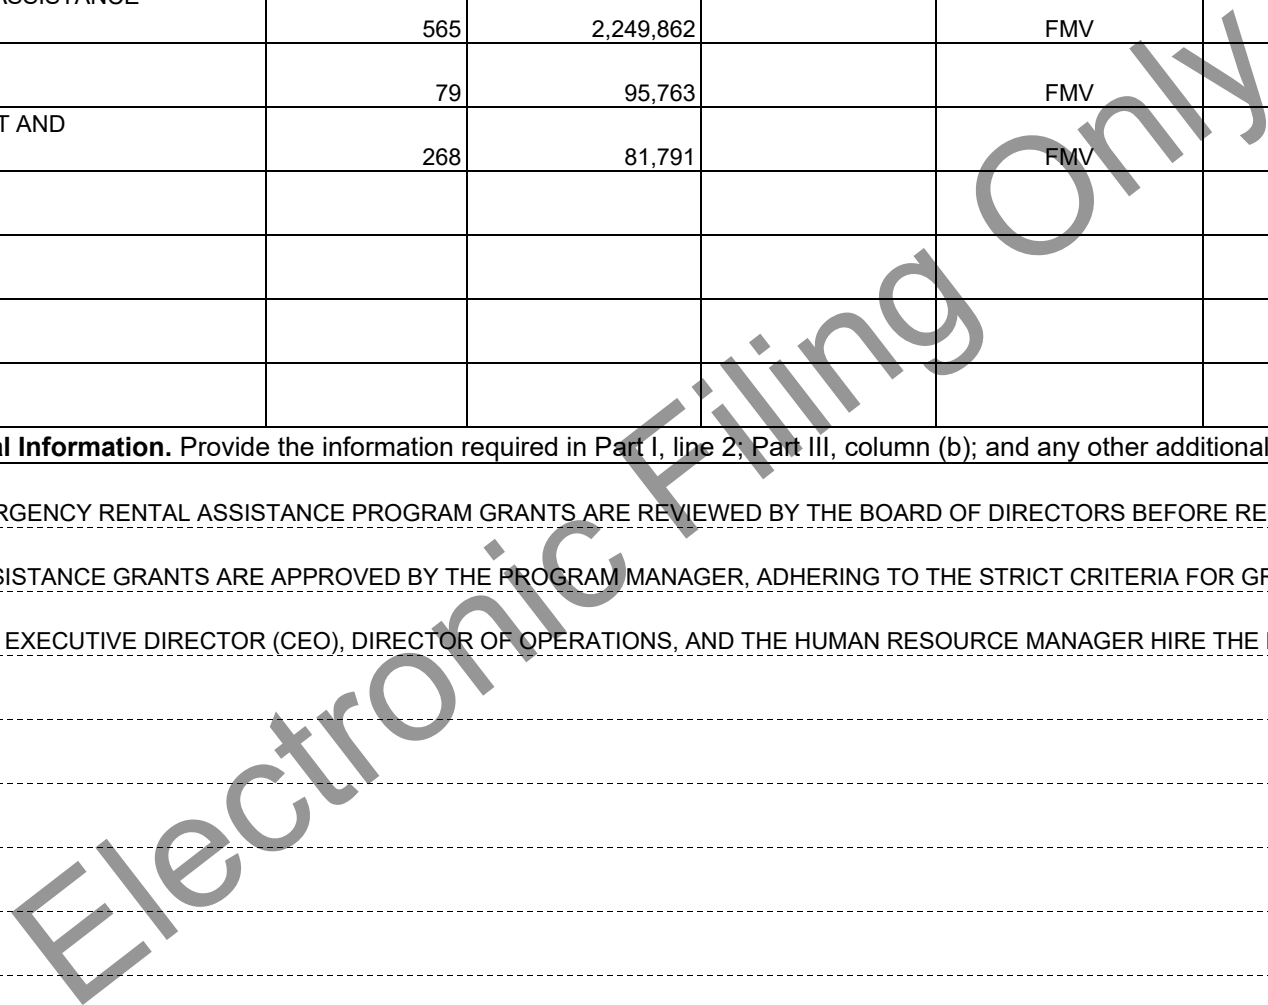 ASSISTANCE
565 2,249,862 FMV
79 95,763 FMV
T AND
268 81,791 FMV
al Information. Provide the information required in Part I, line 2; Part III, column (b); and any other additional
RGENCY RENTAL ASSISTANCE PROGRAM GRANTS ARE REVIEWED BY THE BOARD OF DIRECTORS BEFORE RE
SISTANCE GRANTS ARE APPROVED BY THE PROGRAM MANAGER, ADHERING TO THE STRICT CRITERIA FOR GR
EXECUTIVE DIRECTOR (CEO), DIRECTOR OF OPERATIONS, AND THE HUMAN RESOURCE MANAGER HIRE THE
Electronic Filing Only